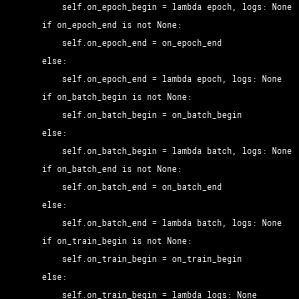 self.on_epoch_begin = lambda epoch, logs: None
if on_epoch_end is not None:
self.on_epoch_end = on_epoch_end
else:
self.on_epoch_end = lambda epoch, logs: None
if on_batch_begin is not None:
self.on_batch_begin = on_batch_begin
else:
self.on_batch_begin = lambda batch, logs: None
if on_batch_end is not None:
self.on_batch_end = on_batch_end
else:
self.on_batch_end = lambda batch, logs: None
if on_train_begin is not None:
self.on_train_begin = on_train_begin
else:
self.on_train_begin = lambda logs: None